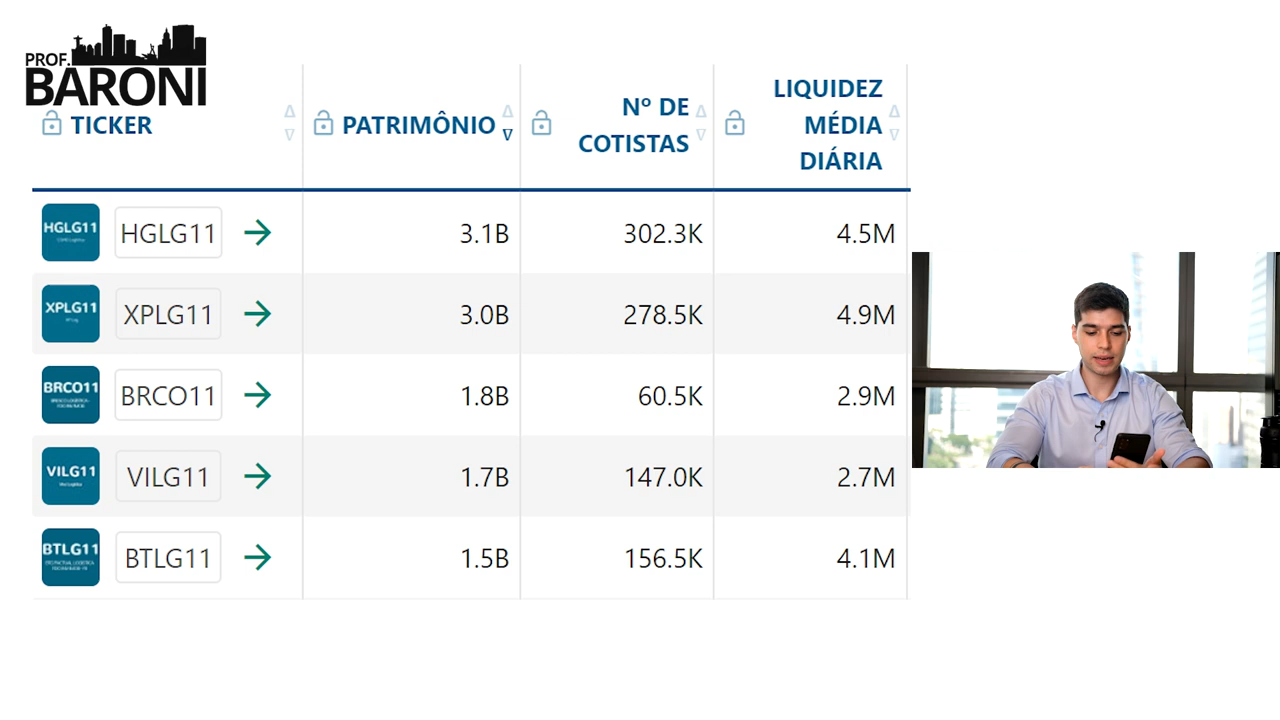 PROF.
BARONI
TICKER
PATRIMÔNIO
Nº DE
COTISTAS
LIQUIDEZ
MÉDIA
DIÁRIA
HGLG11 HGLG11 3.1B 302.3K 4.5M
XPLG11 XPLG11 3.0B 278.5K 4.9M
BRCO11 BRCO11 1.8B 60.5K 2.9M
VILG11 VILG11 1.7B 147.0K 2.7M
BTLG11 BTLG11 1.5B 156.5K 4.1M